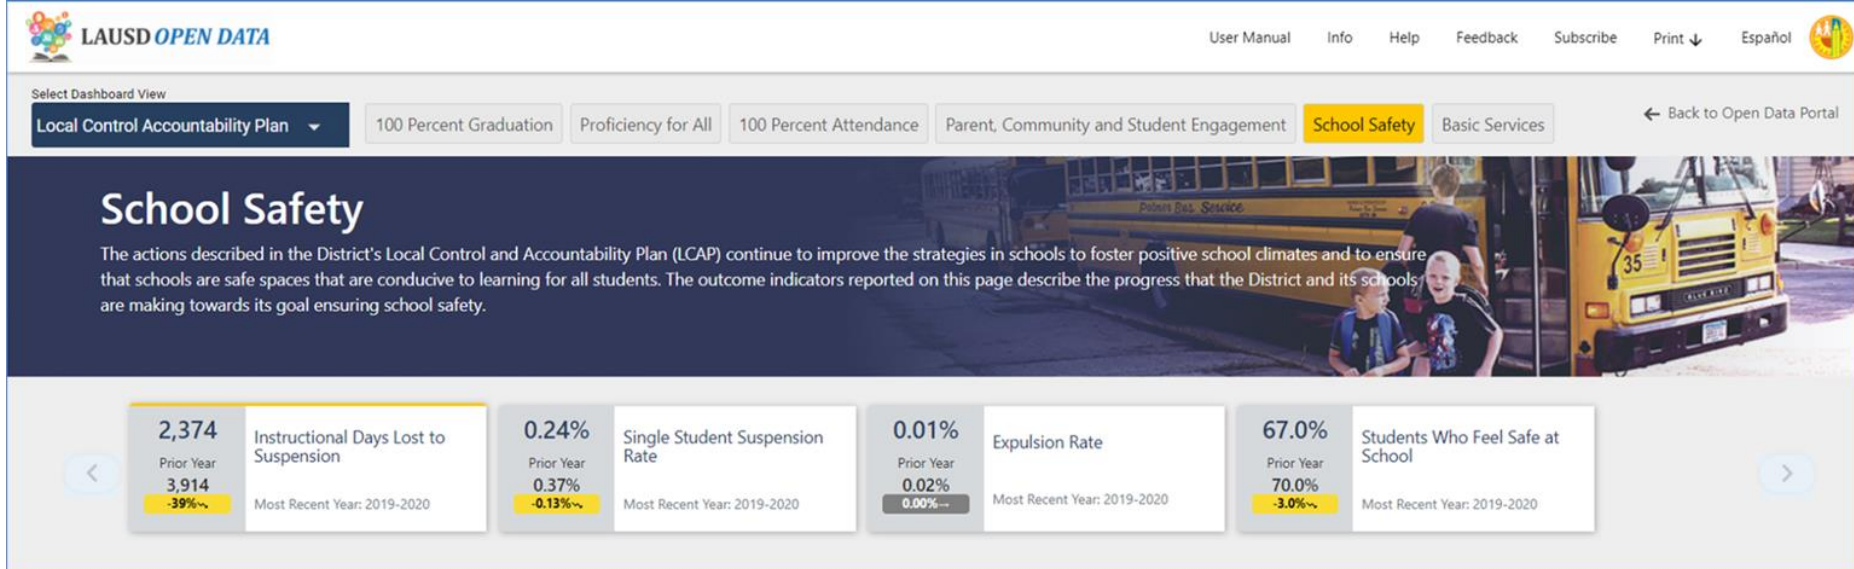 LAUSD OPEN DATA
User Manual Info Help Feedback Subscribe Print ↓ Español
Select Dashboard View
Local Control Accountability Plan
100 Percent Graduation Proficiency for All 100 Percent Attendance Parent, Community and Student Engagement School Safety Basic Services
← Back to Open Data Portal
School Safety
The actions described in the District's Local Control and Accountability Plan (LCAP) continue to improve the strategies in schools to foster positive school climates and to ensure
that schools are safe spaces that are conducive to learning for all students. The outcome indicators reported on this page describe the progress that the District and its schools
are making towards its goal ensuring school safety.
Bus Service
35
BLUE BIRD
2,374
Prior Year
3,914
-39%
Instructional Days Lost to
Suspension
Most Recent Year: 2019-2020
0.24%
Prior Year
0.37%
-0.13%
Single Student Suspension
Rate
Most Recent Year: 2019-2020
0.01%
Prior Year
0.02%
0.00%
Expulsion Rate
Most Recent Year: 2019-2020
67.0%
Prior Year
70.0%
-3.0%
Students Who Feel Safe at
School
Most Recent Year: 2019-2020